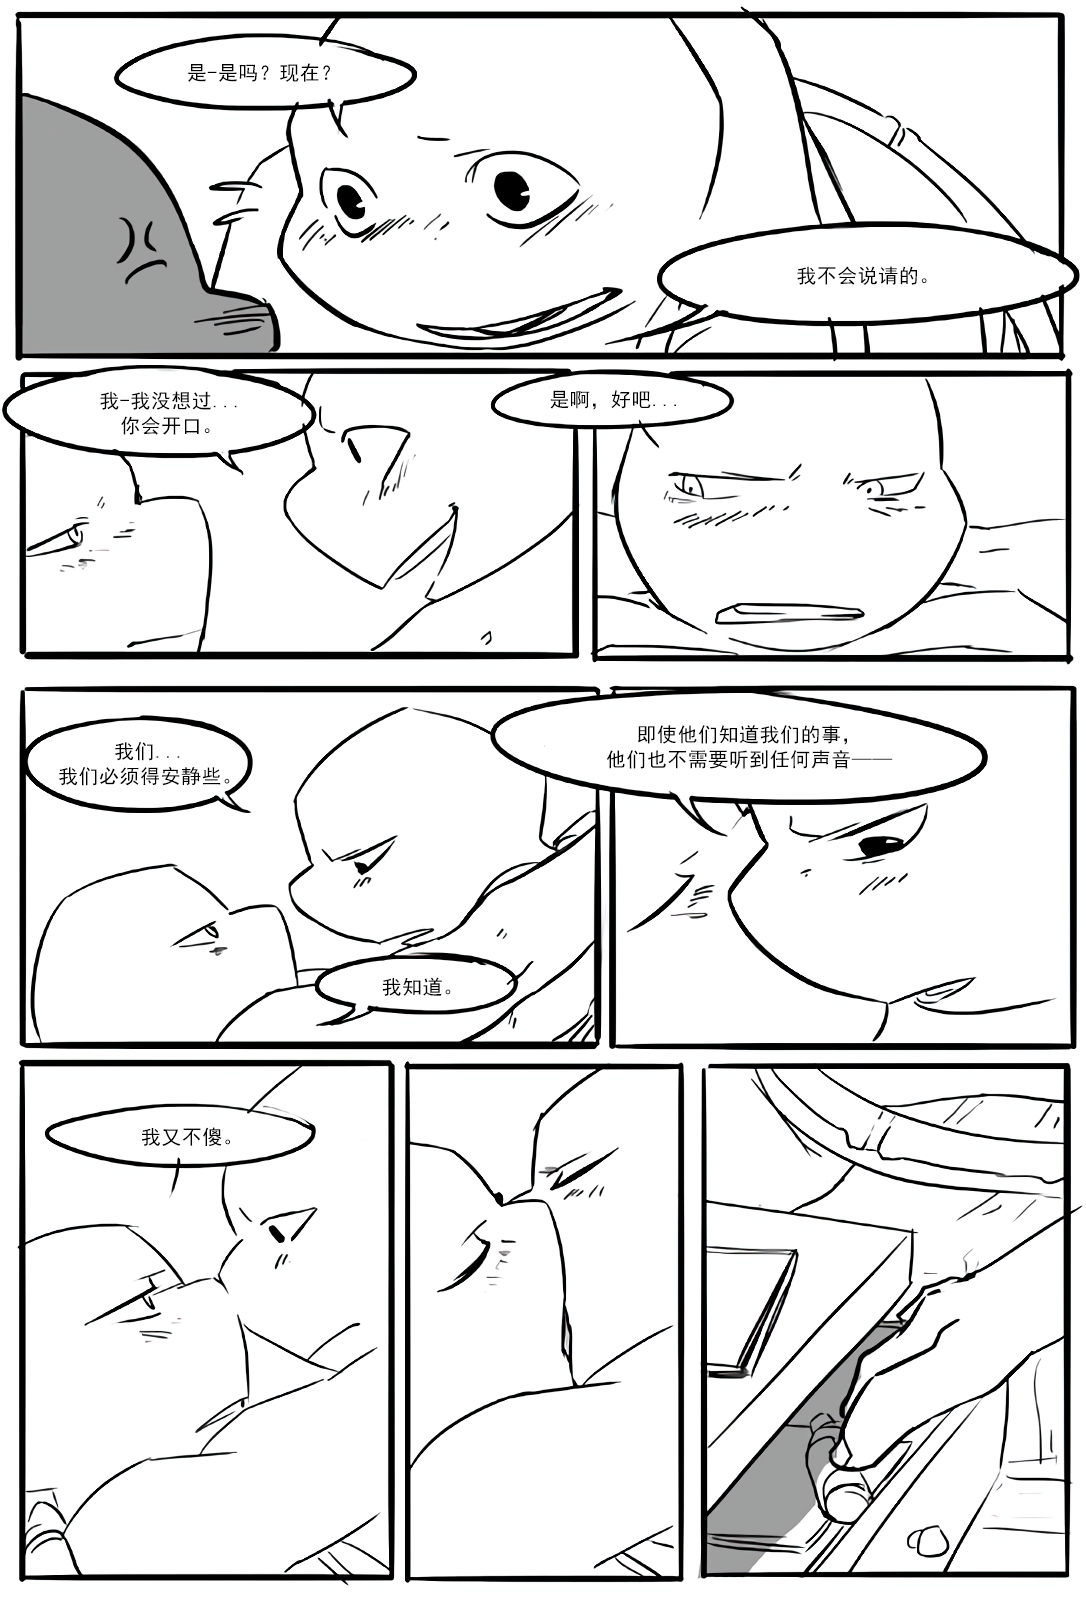 是-是吗？现在？
我不会说请的。
我-我没想过...
你会开口。
是啊，好吧...
我们...
我们必须得安静些。
即使他们知道我们的事，
他们也不需要听到任何声音——
我知道。
我又不傻。